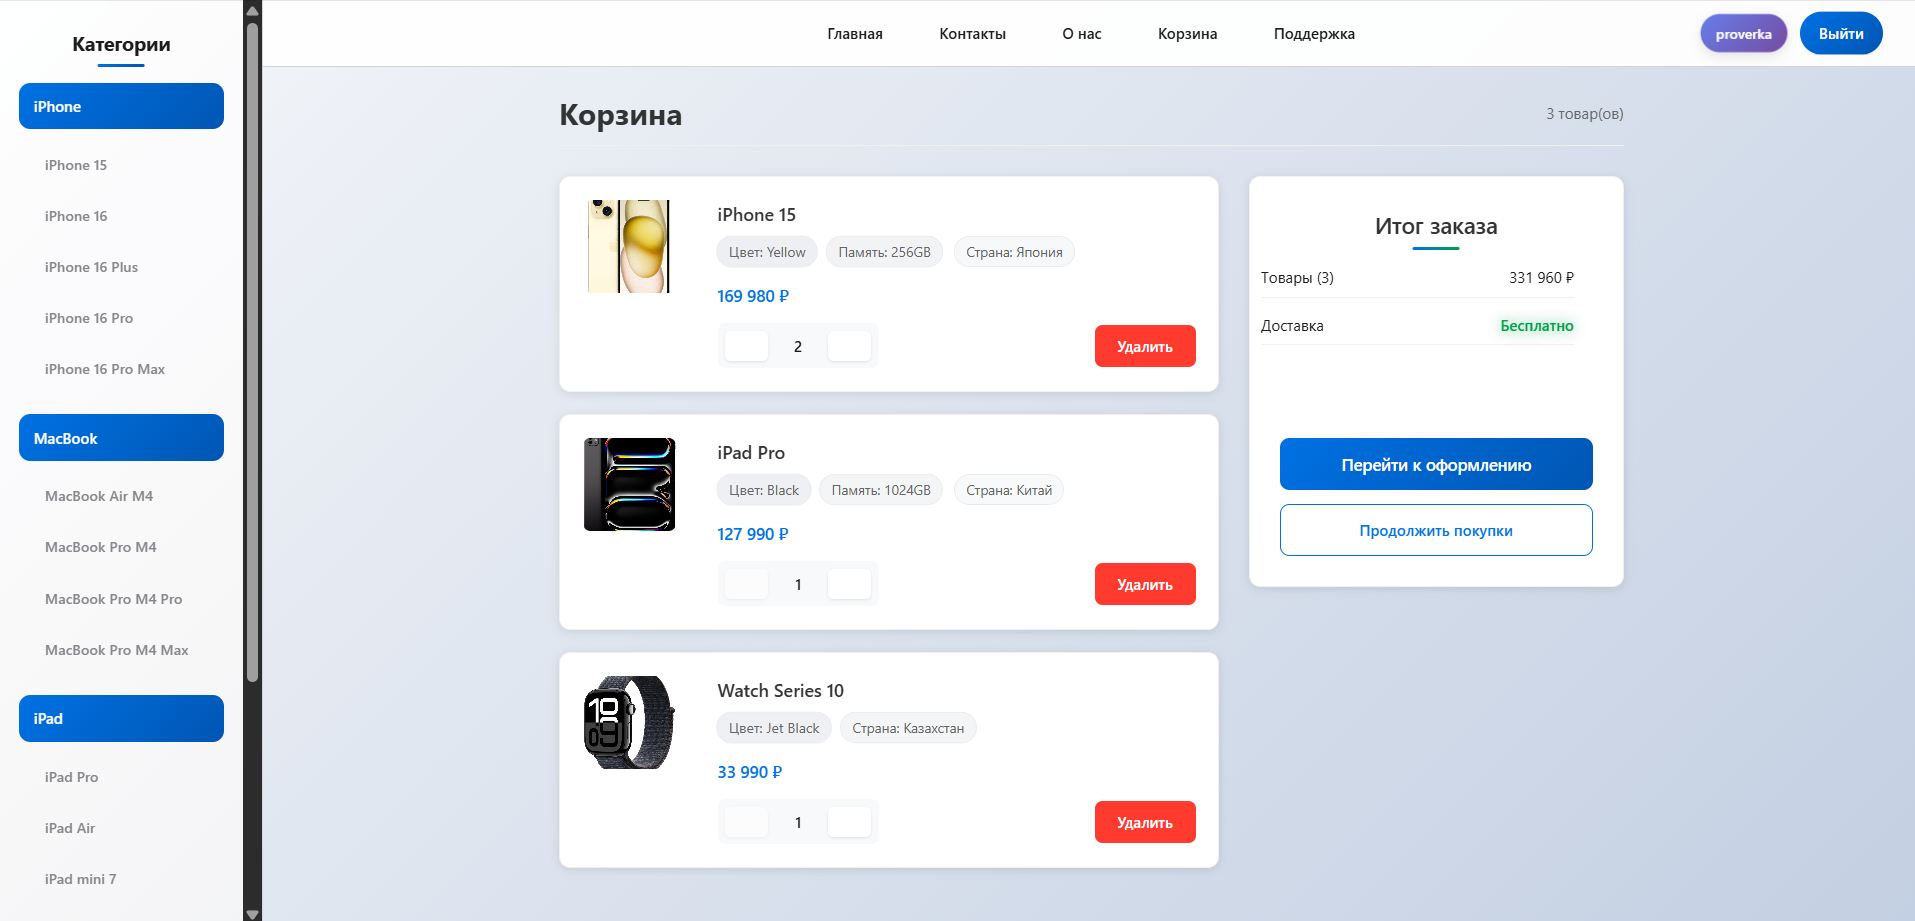 Категории
iPhone
iPhone 15
iPhone 16
iPhone 16 Plus
iPhone 16 Pro
iPhone 16 Pro Max
MacBook
MacBook Air M4
MacBook Pro M4
MacBook Pro M4 Pro
MacBook Pro M4 Max
iPad
iPad Pro
iPad Air
iPad mini 7
Главная Контакты О нас Корзина Поддержка
proverka Выйти
Корзина
3 товар(ов)
iPhone 15
Цвет: Yellow Память: 256GB Страна: Япония
169 980 ₽
2
Удалить
iPad Pro
Цвет: Black Память: 1024GB Страна: Китай
127 990 ₽
1
Удалить
Watch Series 10
Цвет: Jet Black Страна: Казахстан
33 990 ₽
1
Удалить
Итог заказа
Товары (3) 331 960 ₽
Доставка Бесплатно
Перейти к оформлению
Продолжить покупки